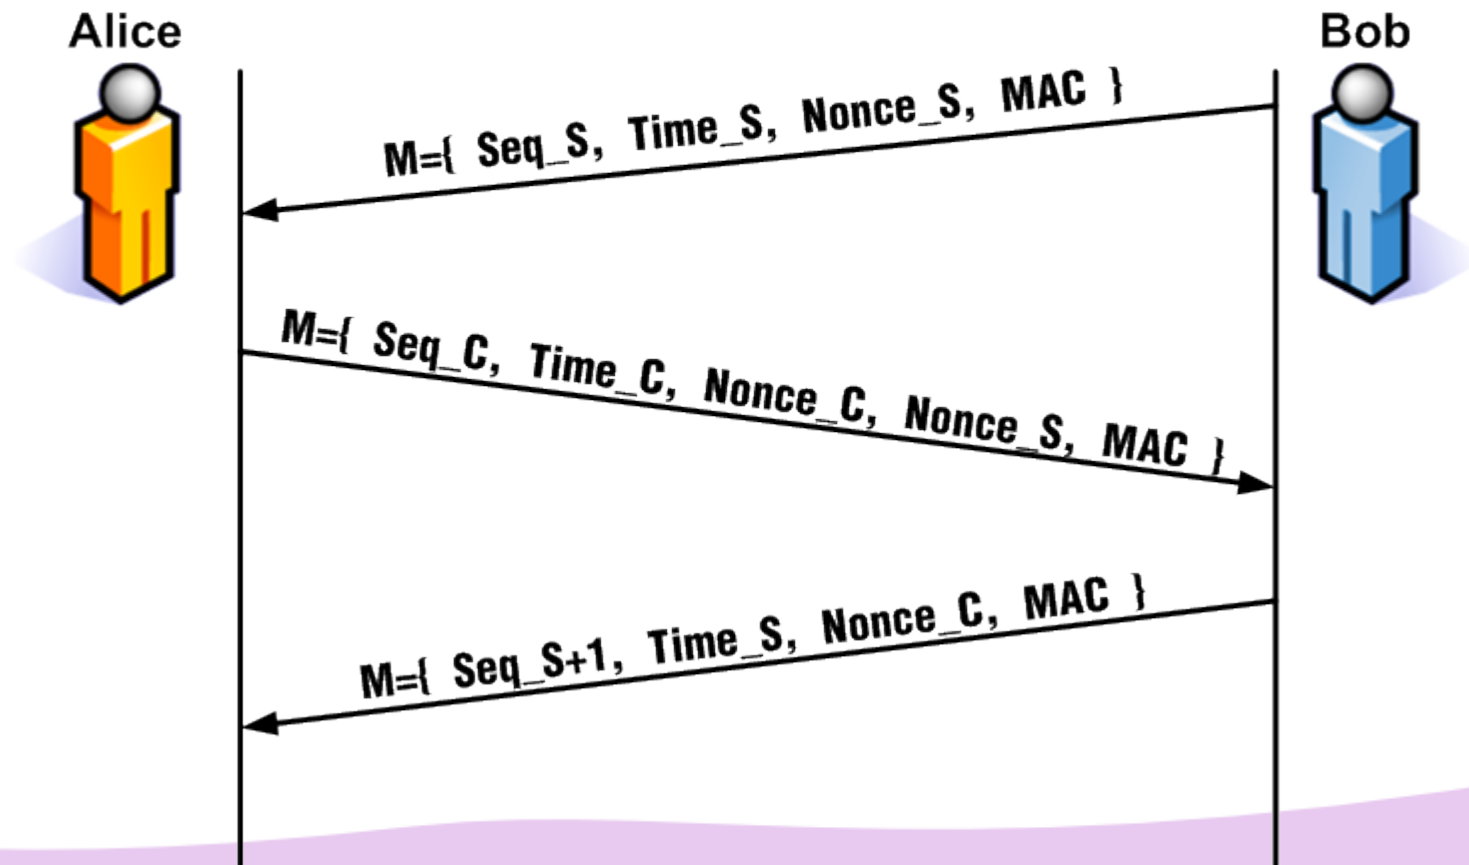 Alice
Bob
M={ Seq_S, Time_S, Nonce_S, MAC }
M={ Seq_C, Time_C, Nonce_C, Nonce_S, MAC }
M={ Seq_S+1, Time_S, Nonce_C, MAC }